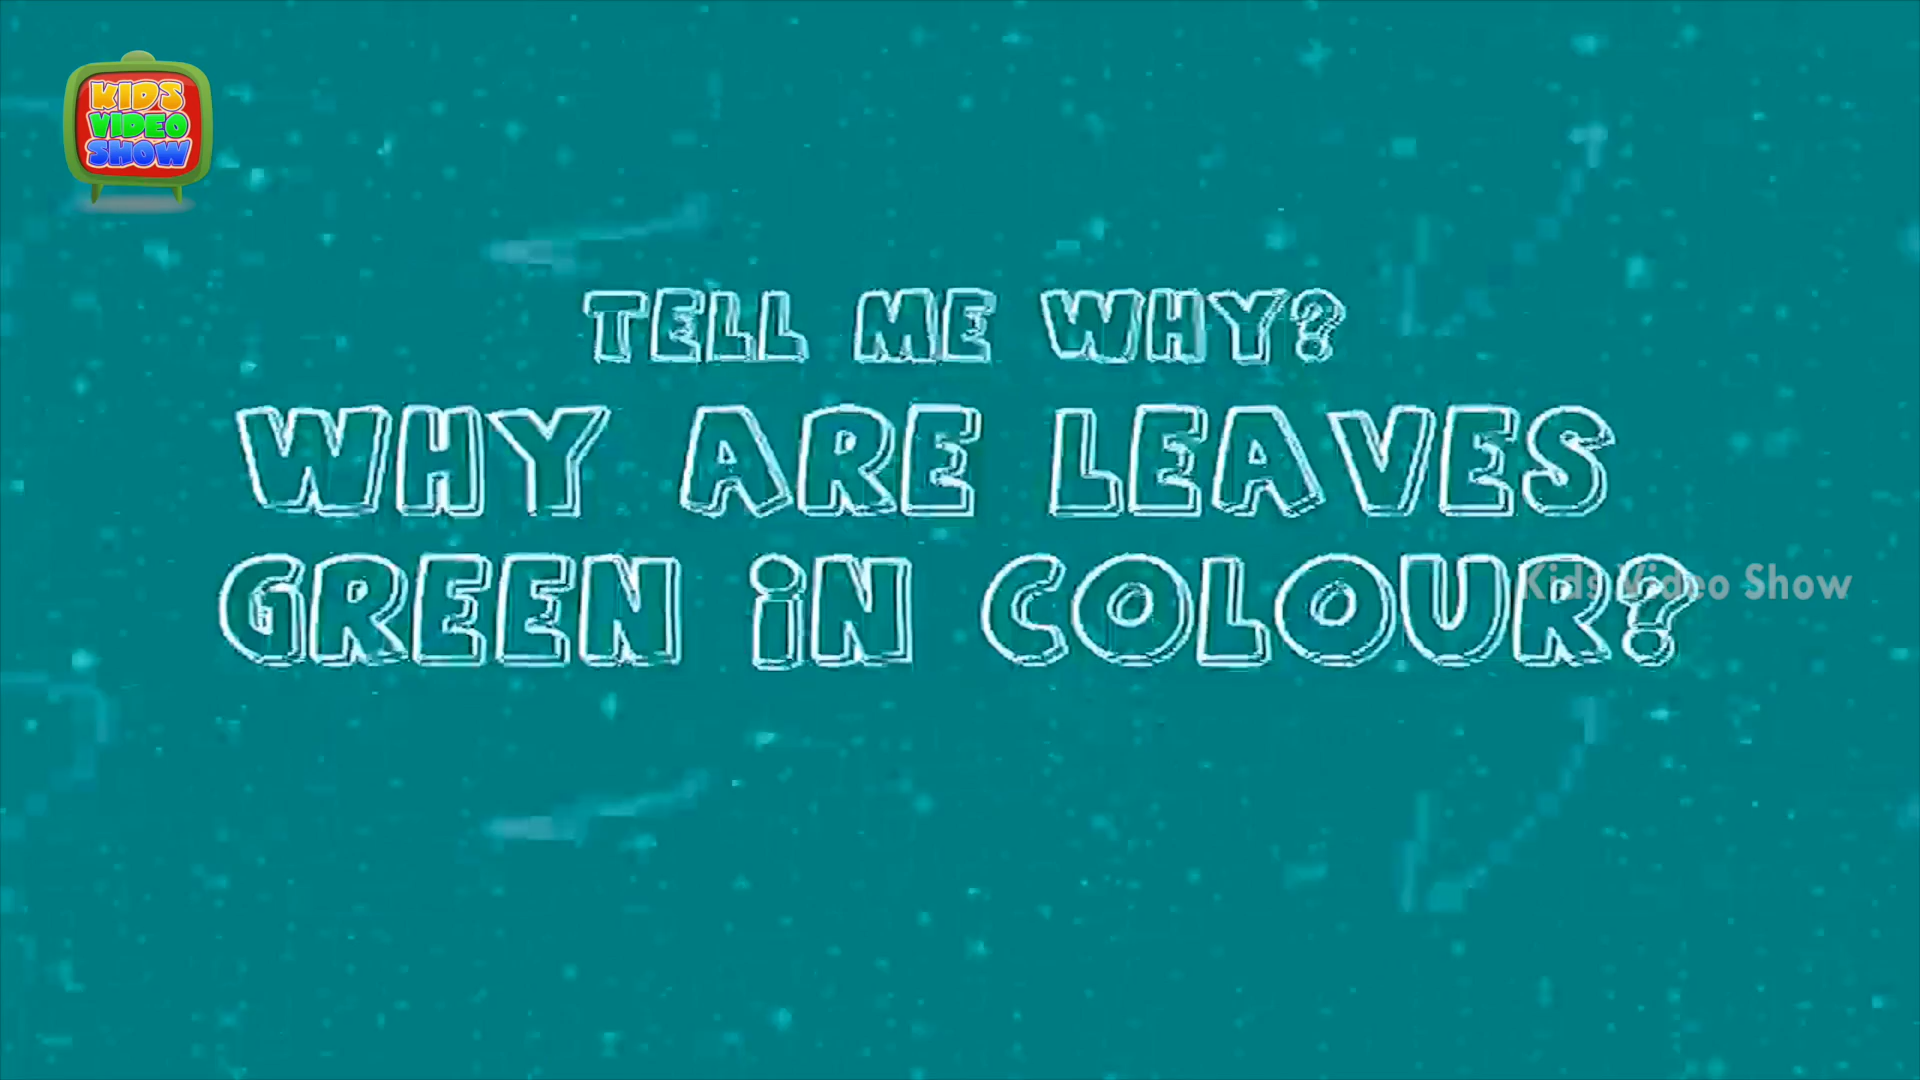 KIDS
VIDEO
SHOW
TELL ME WHY?
WHY ARE LEAVES
GREEN iN COLOUR?
Kids Video Show